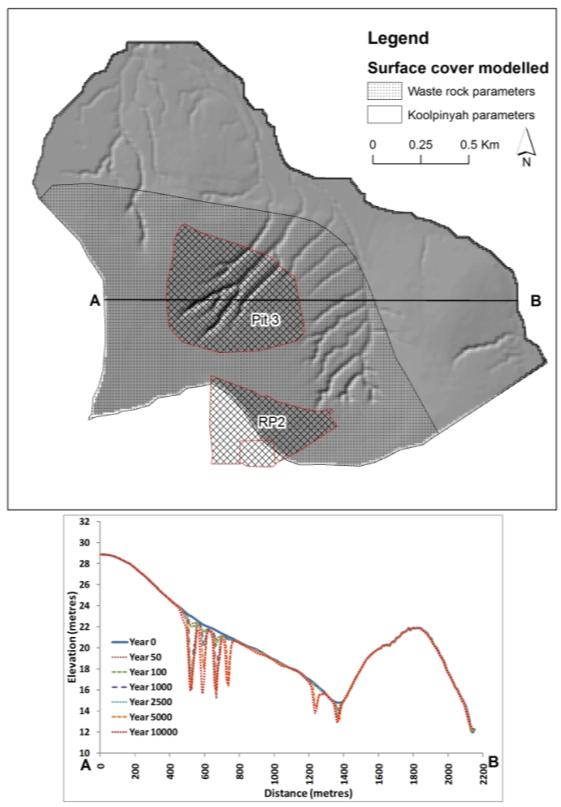 Legend
Surface cover modelled
Waste rock parameters
Koolpinyah parameters
0 0.25 0.5 Km
N
A B
Pit 3
RP2
32
30
28
26
24
22
20
18
16
14
12
10
Elevation (metres)
Year 0
Year 50
Year 100
Year 1000
Year 2500
Year 5000
Year 10000
0 200 400 600 800 1000 1200 1400 1600 1800 2000 2200
A B
Distance (metres)